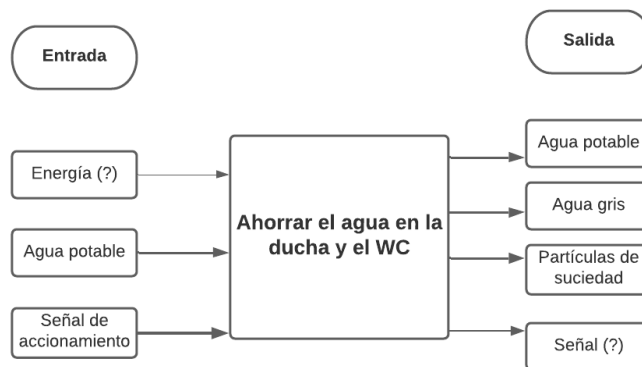 Entrada
Salida
Energía (?)
Agua potable
Señal de
accionamiento
Ahorrar el agua en la
ducha y el WC
Agua potable
Agua gris
Partículas de
suciedad
Señal (?)